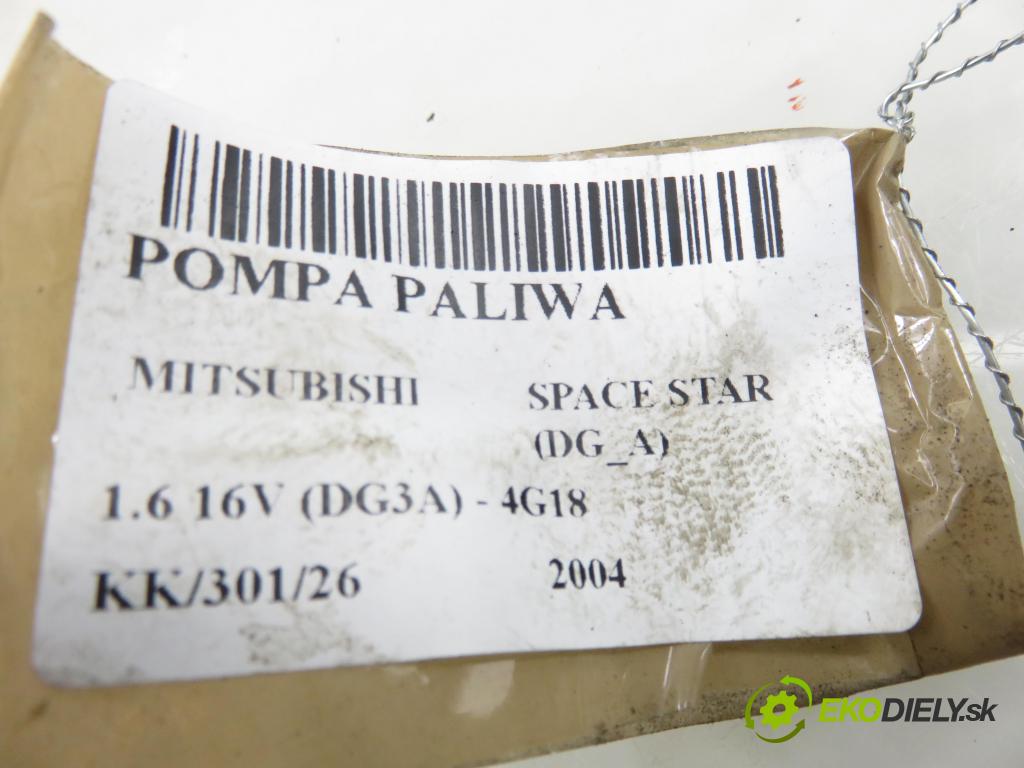 POMPA PALIWA
MITSUBISHI SPACE STAR
(DG_A)
1.6 16V (DG3A) - 4G18
KK/301/26 2004
EKODIELY.sk